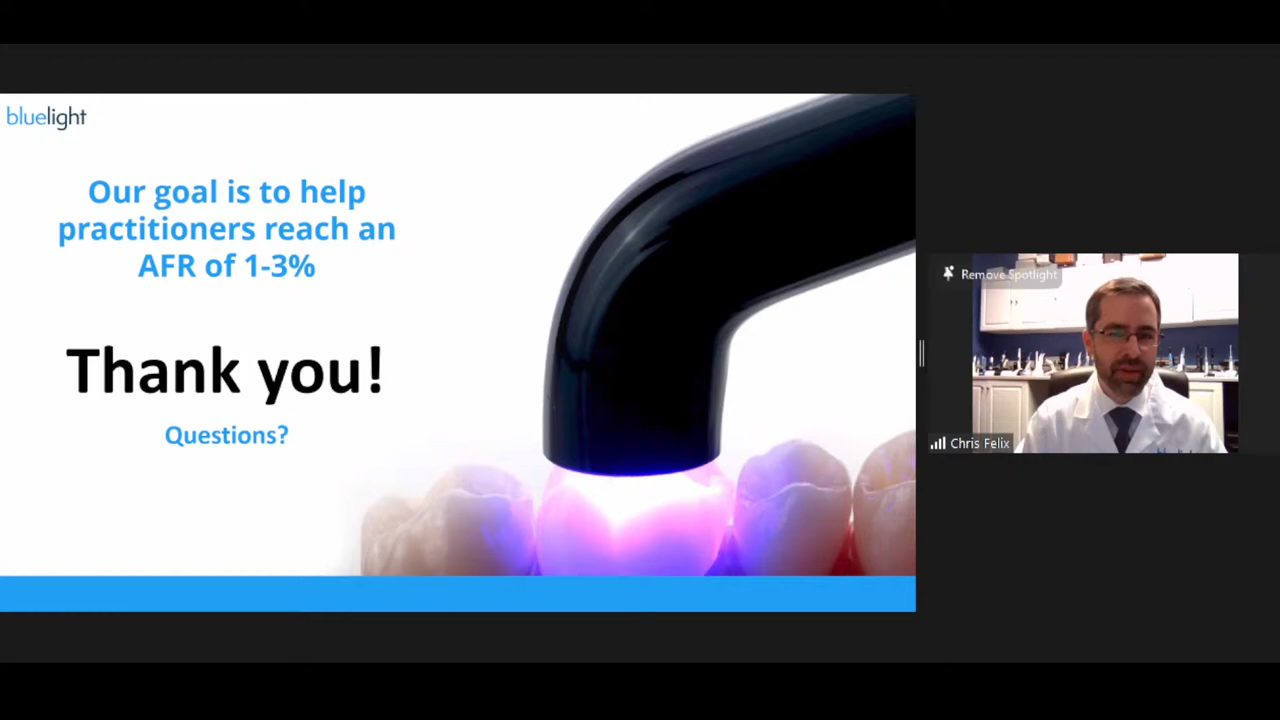 bluelight
Our goal is to help
practitioners reach an
AFR of 1-3%
Thank you!
Questions?
Remove Spotlight
Chris Felix